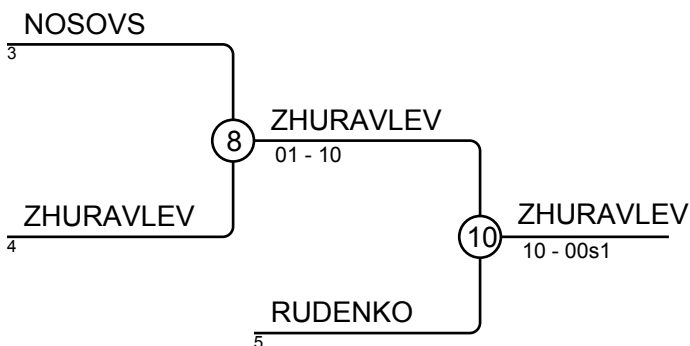 NOSOVS
3
8
ZHURAVLEV
01 - 10
ZHURAVLEV
4
10
ZHURAVLEV
10 - 00s1
RUDENKO
5